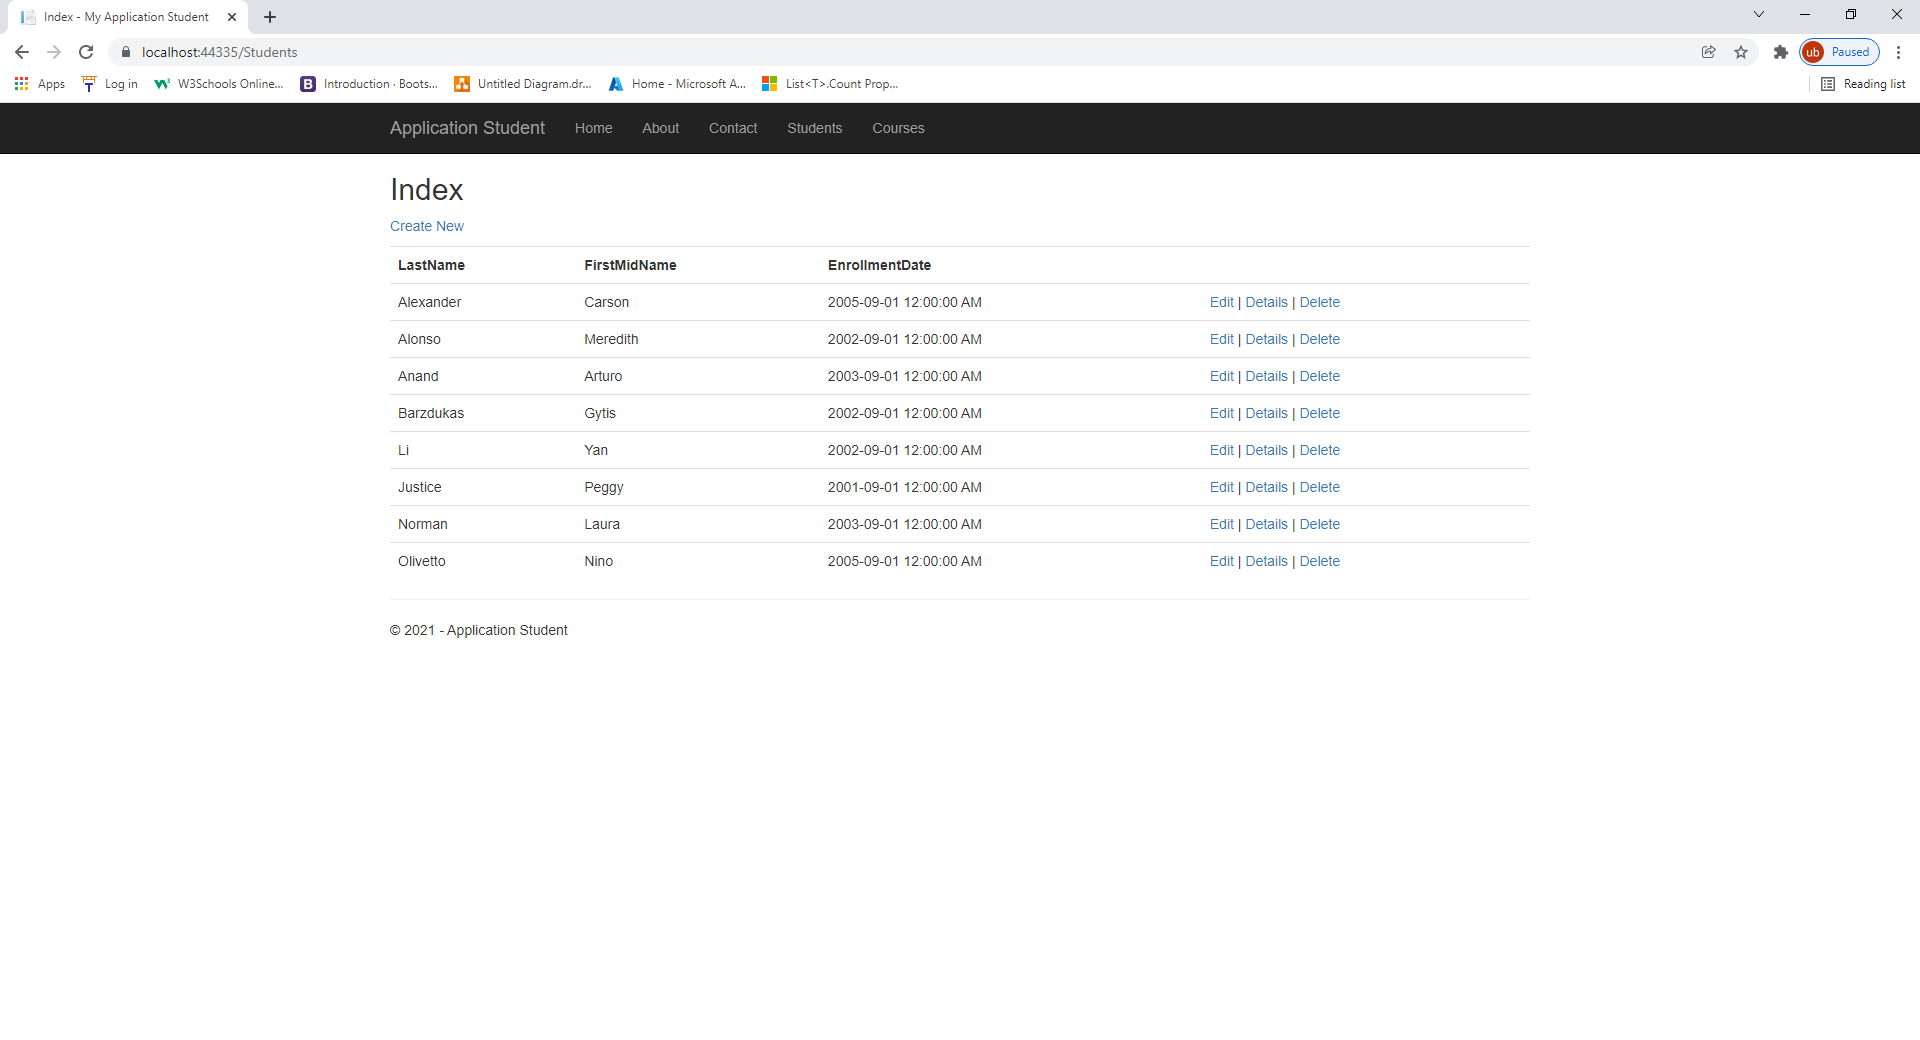 Index - My Application Student
localhost:44335/Students
ub Paused
Apps Log in W3Schools Online... B Introduction · Boots... Untitled Diagram.dr... Home - Microsoft A... List<T>.Count Prop... Reading list
Application Student Home About Contact Students Courses
Index
Create New
LastName FirstMidName EnrollmentDate
Alexander Carson 2005-09-01 12:00:00 AM Edit | Details | Delete
Alonso Meredith 2002-09-01 12:00:00 AM Edit | Details | Delete
Anand Arturo 2003-09-01 12:00:00 AM Edit | Details | Delete
Barzdukas Gytis 2002-09-01 12:00:00 AM Edit | Details | Delete
Li Yan 2002-09-01 12:00:00 AM Edit | Details | Delete
Justice Peggy 2001-09-01 12:00:00 AM Edit | Details | Delete
Norman Laura 2003-09-01 12:00:00 AM Edit | Details | Delete
Olivetto Nino 2005-09-01 12:00:00 AM Edit | Details | Delete
© 2021 - Application Student